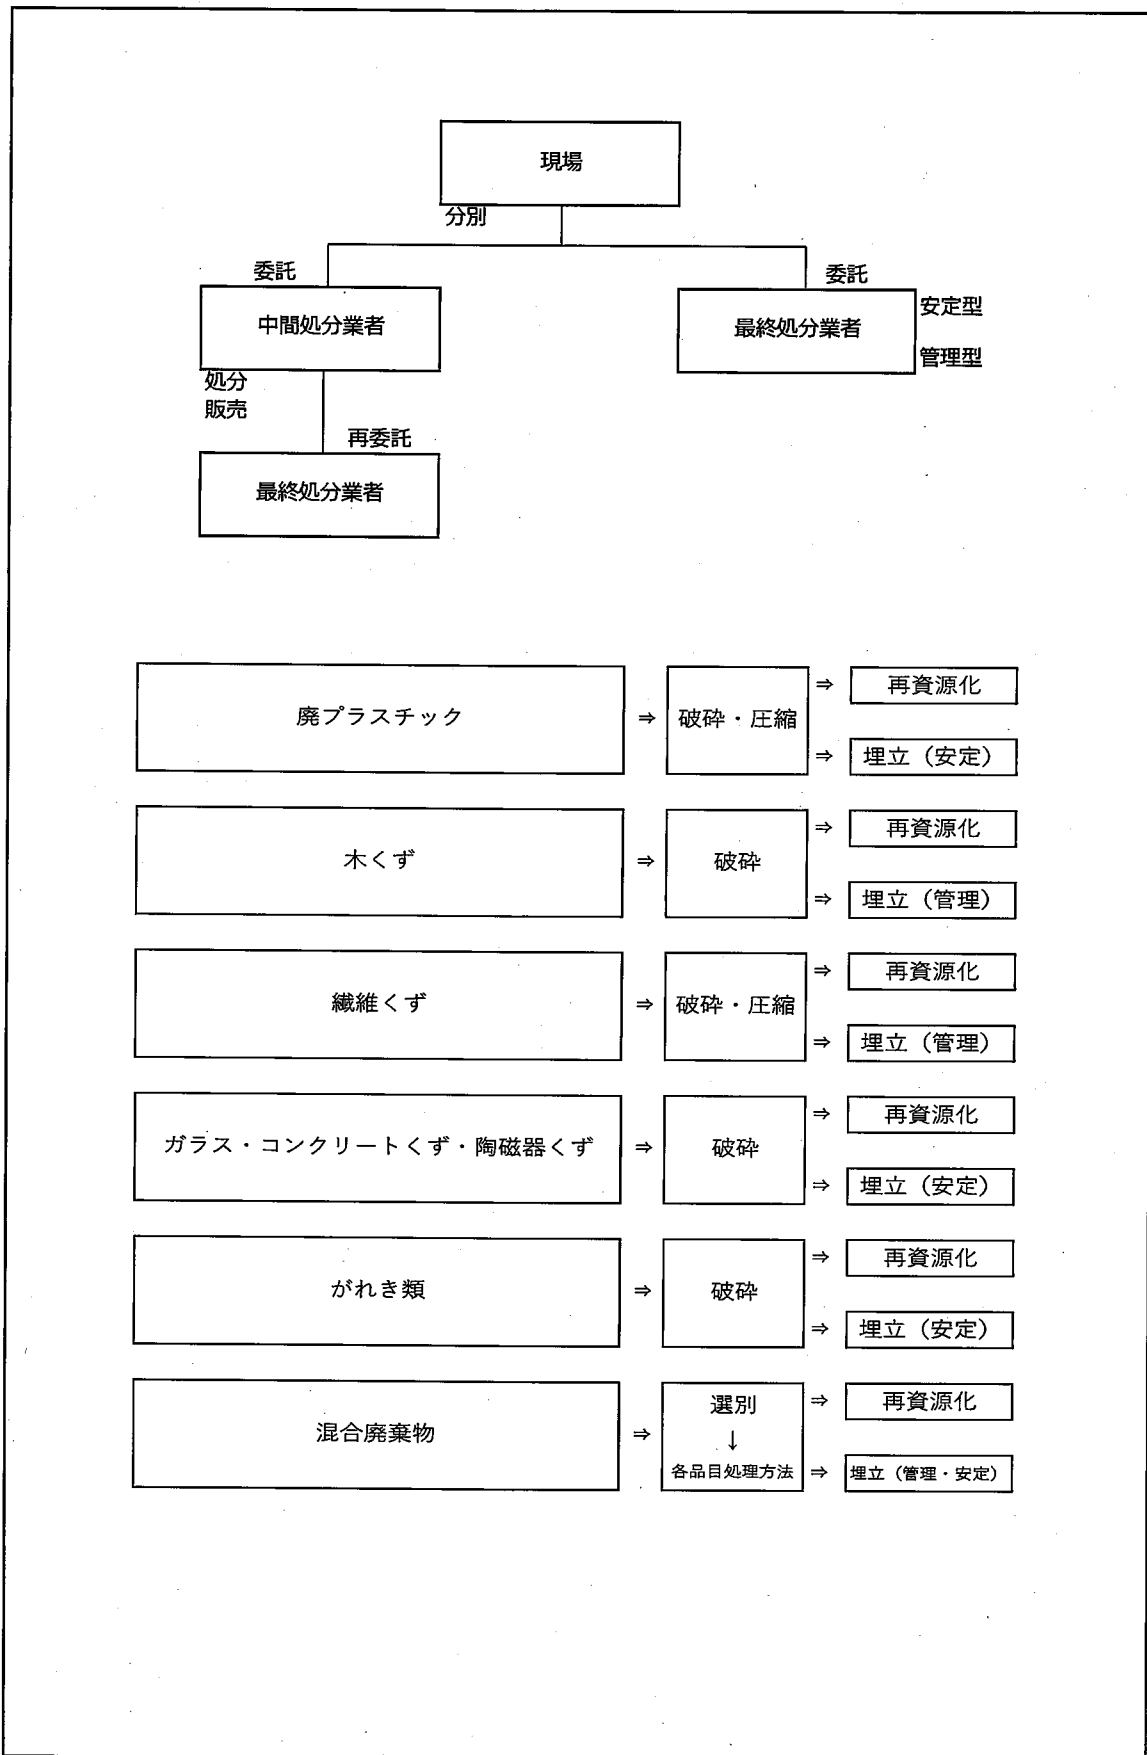 現場
分別
委託
委託
中間処分業者
最終処分業者
安定型
管理型
処分
販売
再委託
最終処分業者
廃プラスチック ⇒ 破砕・圧縮 ⇒ 再資源化
⇒ 埋立（安定）
木くず ⇒ 破砕 ⇒ 再資源化
⇒ 埋立（管理）
繊維くず ⇒ 破砕・圧縮 ⇒ 再資源化
⇒ 埋立（管理）
ガラス・コンクリートくず・陶磁器くず ⇒ 破砕 ⇒ 再資源化
⇒ 埋立（安定）
がれき類 ⇒ 破砕 ⇒ 再資源化
⇒ 埋立（安定）
混合廃棄物 ⇒ 選別 ⇒ 再資源化
↓
各品目処理方法 ⇒ 埋立（管理・安定）